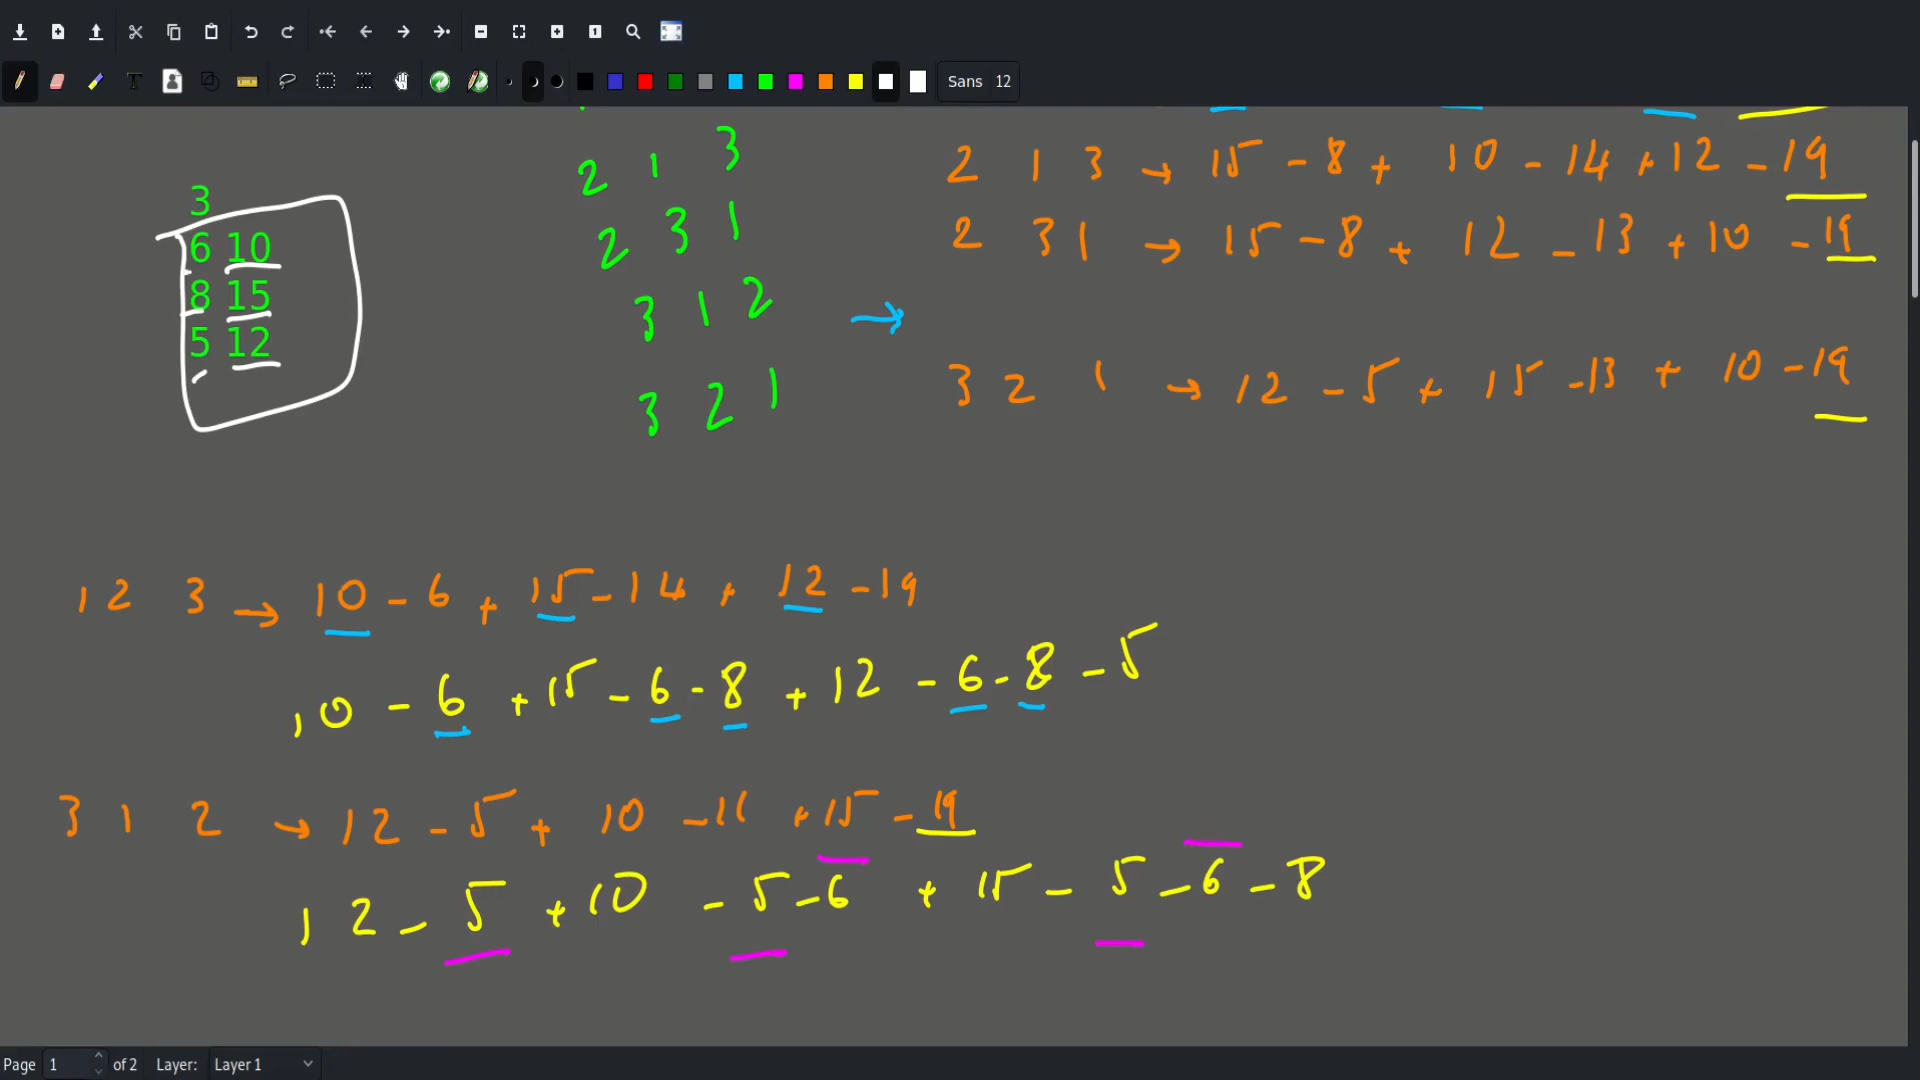 Sans 12
3
6 10
8 15
5 12
2 1 3
2 3 1
3 1 2 →
3 2 1
2 1 3 → 15 - 8 + 10 - 14 + 12 - 19
2 3 1 → 15 - 8 + 12 - 13 + 10 - 19
3 2 1 → 12 - 5 + 15 - 13 + 10 - 19
1 2 3 → 10 - 6 + 15 - 14 + 12 - 19
10 - 6 + 15 - 6 - 8 + 12 - 6 - 8 - 5
3 1 2 → 12 - 5 + 10 - 11 + 15 - 19
12 - 5 + 10 - 5 - 6 + 15 - 5 - 6 - 8
Page 1 of 2 Layer: Layer 1